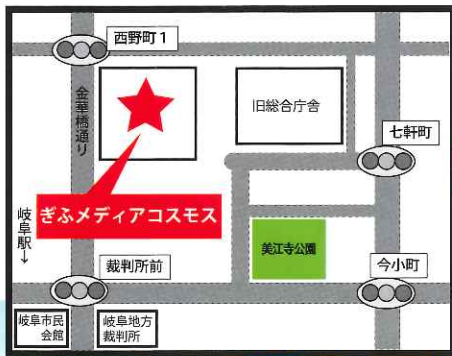 西野町1
金華橋通り
旧総合庁舎
七軒町
ぎふメディアコスモス
岐阜駅↓
美江寺公園
裁判所前
今小町
岐阜市民
会館
岐阜地方
裁判所